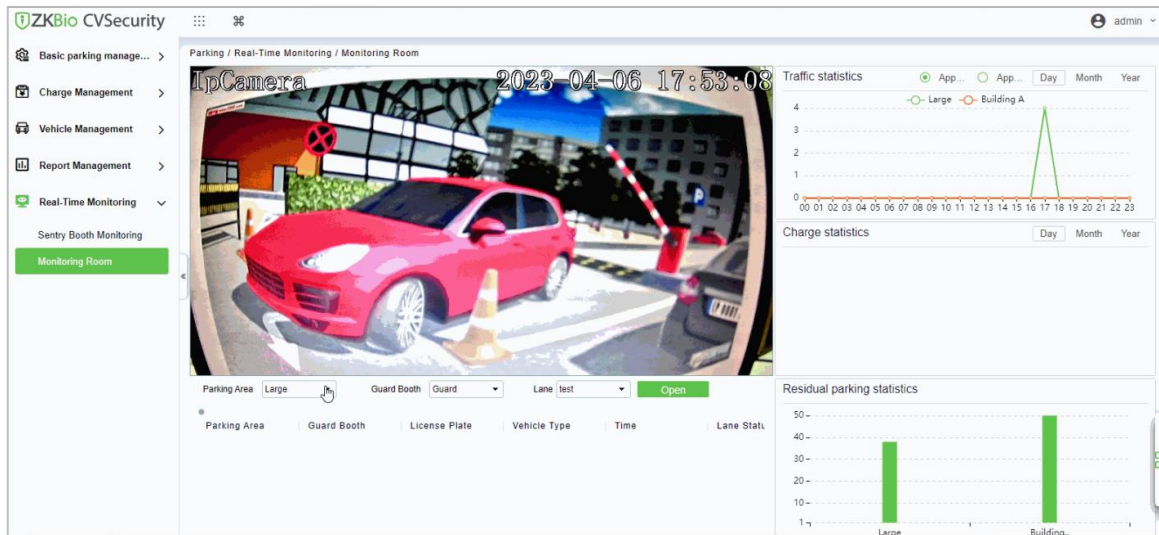 ZKBio CVSecurity
admin
Basic parking manage...
Charge Management
Vehicle Management
Report Management
Real-Time Monitoring
Sentry Booth Monitoring
Monitoring Room
Parking / Real-Time Monitoring / Monitoring Room
IpCamera 2023-04-06 17:53:08
P
Parking Area Large Guard Booth Guard Lane test Open
Parking Area Guard Booth License Plate Vehicle Type Time Lane Statu
Traffic statistics App... App... Day Month Year
Large Building A
4
3
2
1
0
00 01 02 03 04 05 06 07 08 09 10 11 12 13 14 15 16 17 18 19 20 21 22 23
Charge statistics Day Month Year
Residual parking statistics
50
40
30
20
10
1
Large Building..